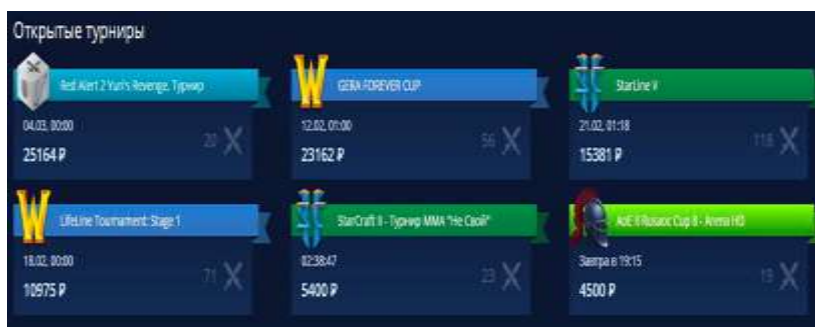 Открытые турниры
Red Alert 2 Yuri's Revenge. Турнир
GERA FOREVER CUP
StarLine V
04.03, 00:00
12.02, 01:00
21.02, 01:18
20
56
118
25164 ₽
23162 ₽
15381 ₽
LifeLine Tournament: Stage 1
StarCraft II - Турнир MMA "Не Свой"
AoE II Rusaoc Cup 8 - Arena HD
18.02, 00:00
02:38:47
Завтра в 19:15
71
23
19
10975 ₽
5400 ₽
4500 ₽